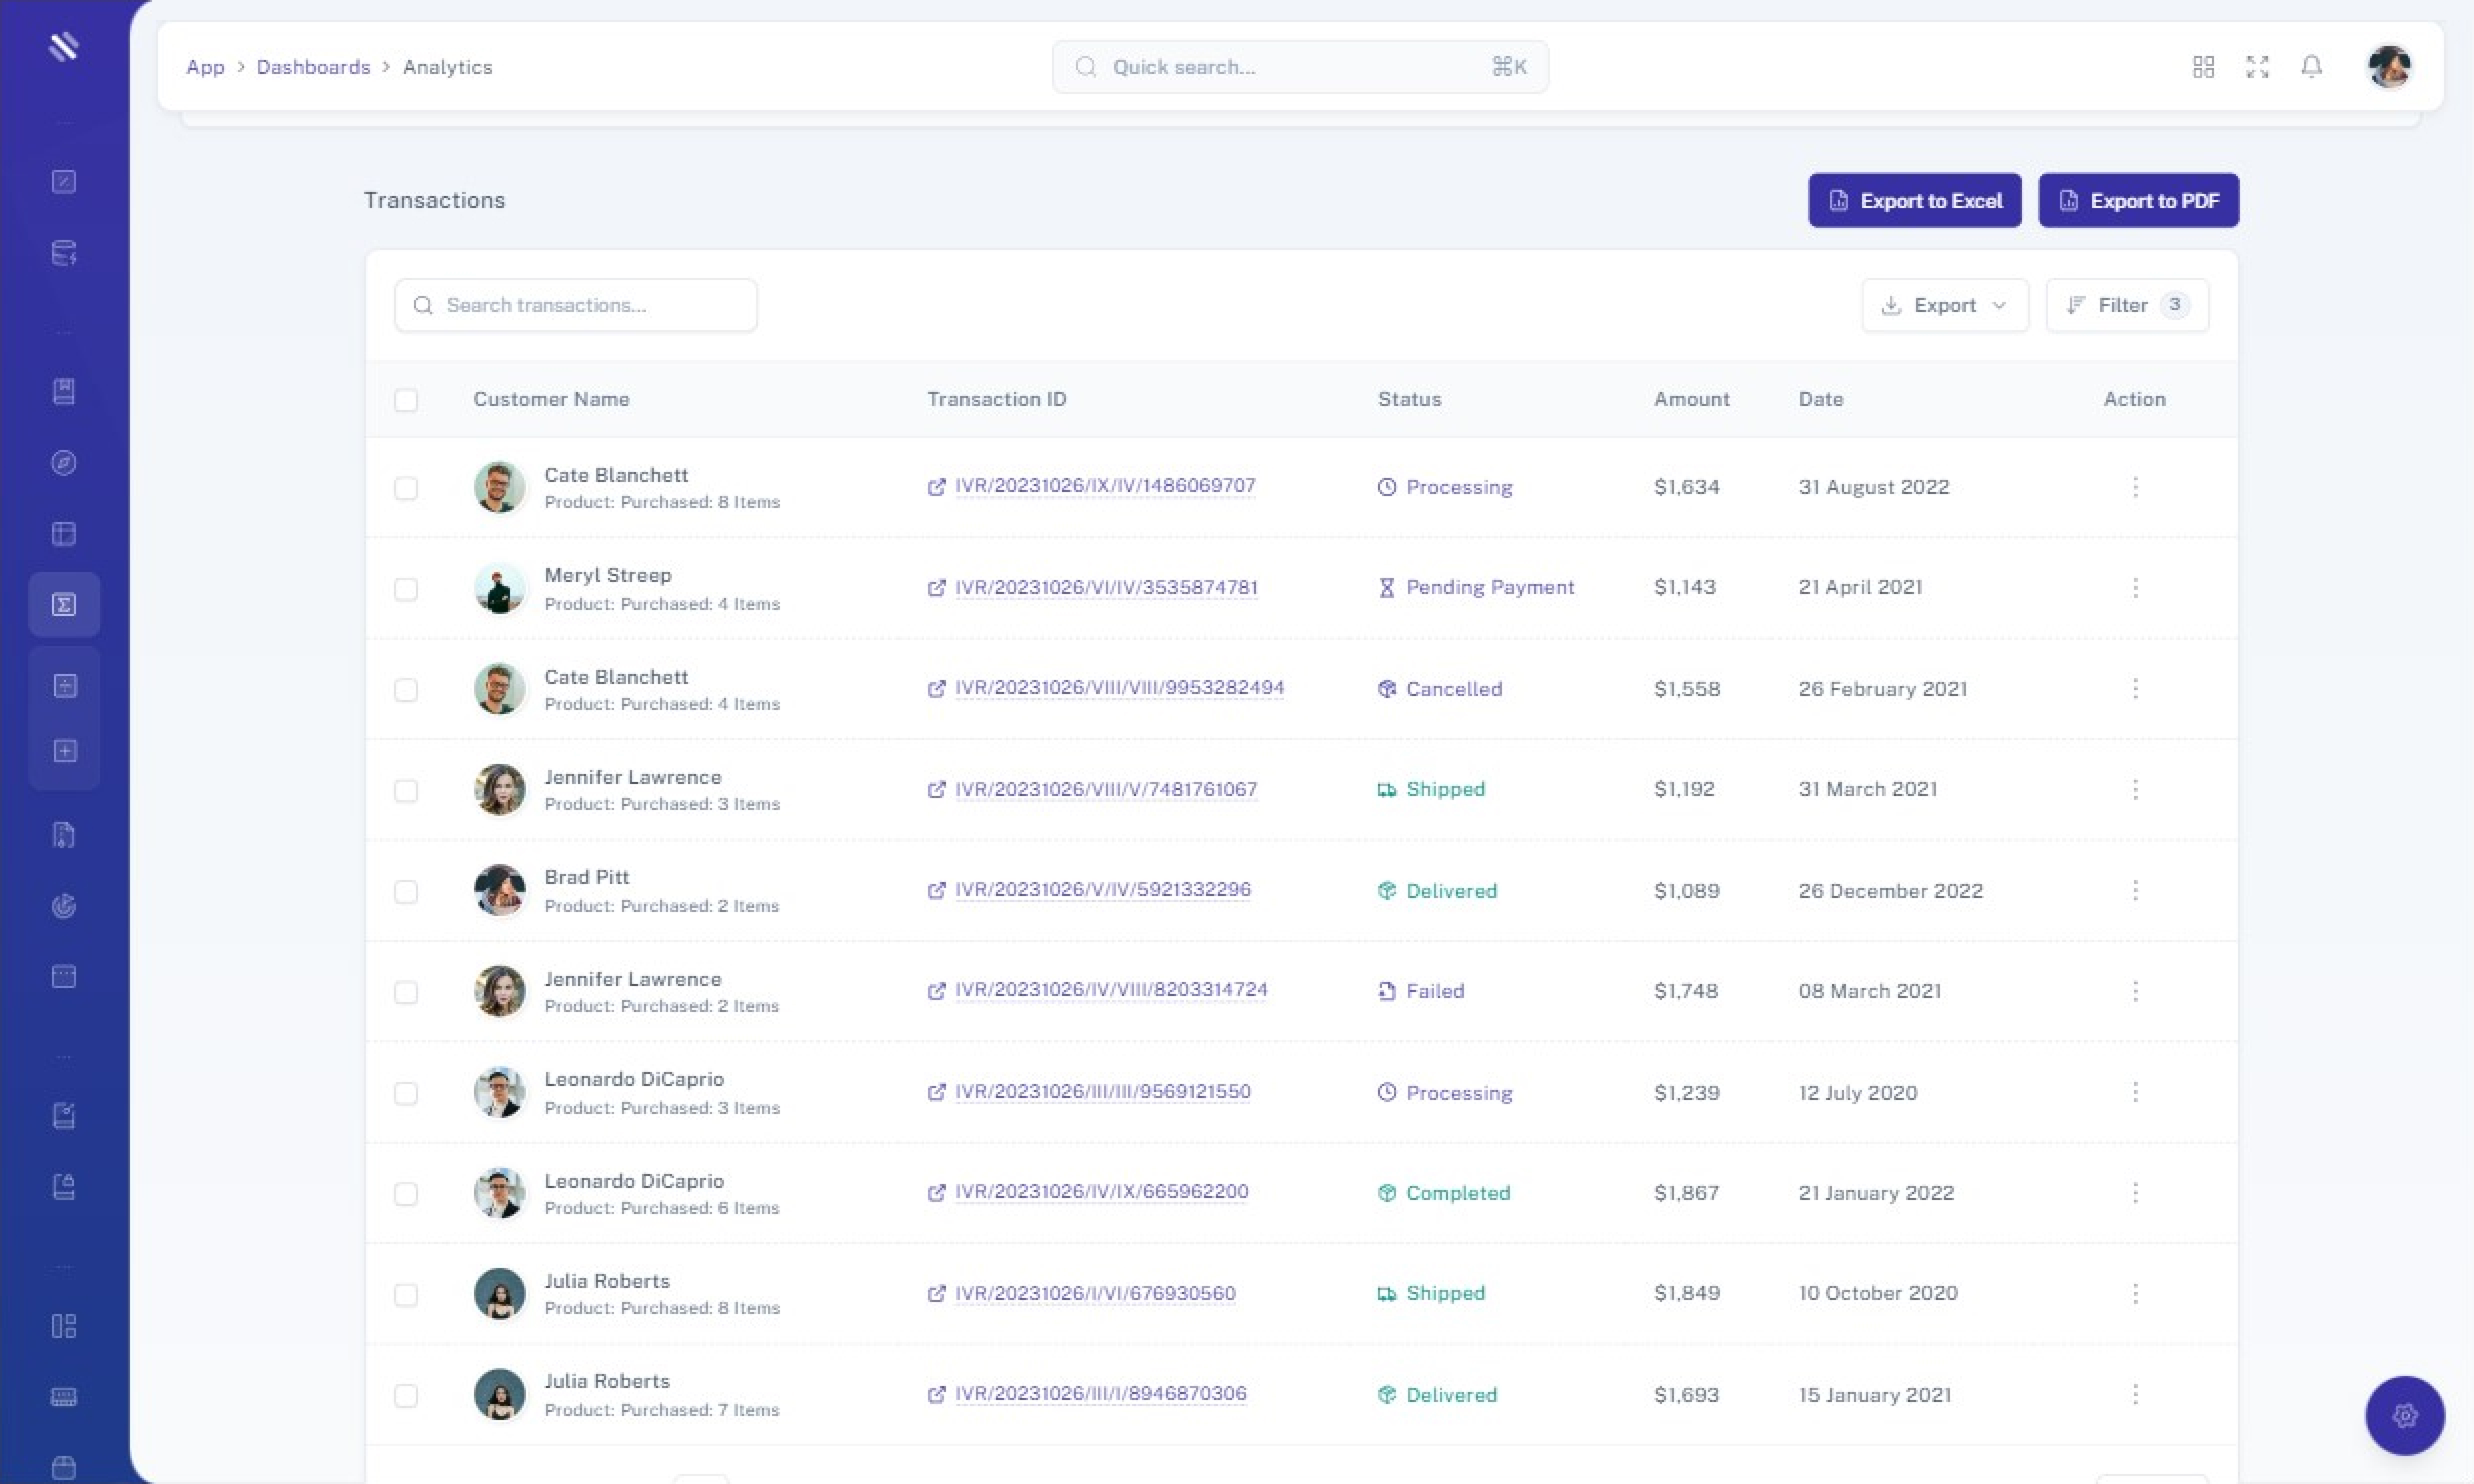 App > Dashboards > Analytics
Quick search... ⌘K
Transactions
Export to Excel
Export to PDF
Search transactions...
Export
Filter 3
Customer Name Transaction ID Status Amount Date Action
Cate Blanchett
Product: Purchased: 8 Items
IVR/20231026/IX/IV/1486069707 Processing $1,634 31 August 2022
Meryl Streep
Product: Purchased: 4 Items
IVR/20231026/VI/IV/3535874781 Pending Payment $1,143 21 April 2021
Cate Blanchett
Product: Purchased: 4 Items
IVR/20231026/VIII/VIII/9953282494 Cancelled $1,558 26 February 2021
Jennifer Lawrence
Product: Purchased: 3 Items
IVR/20231026/VIII/V/7481761067 Shipped $1,192 31 March 2021
Brad Pitt
Product: Purchased: 2 Items
IVR/20231026/V/IV/5921332296 Delivered $1,089 26 December 2022
Jennifer Lawrence
Product: Purchased: 2 Items
IVR/20231026/IV/VIII/8203314724 Failed $1,748 08 March 2021
Leonardo DiCaprio
Product: Purchased: 3 Items
IVR/20231026/III/III/9569121550 Processing $1,239 12 July 2020
Leonardo DiCaprio
Product: Purchased: 6 Items
IVR/20231026/IV/IX/665962200 Completed $1,867 21 January 2022
Julia Roberts
Product: Purchased: 8 Items
IVR/20231026/I/VI/676930560 Shipped $1,849 10 October 2020
Julia Roberts
Product: Purchased: 7 Items
IVR/20231026/III/I/8946870306 Delivered $1,693 15 January 2021